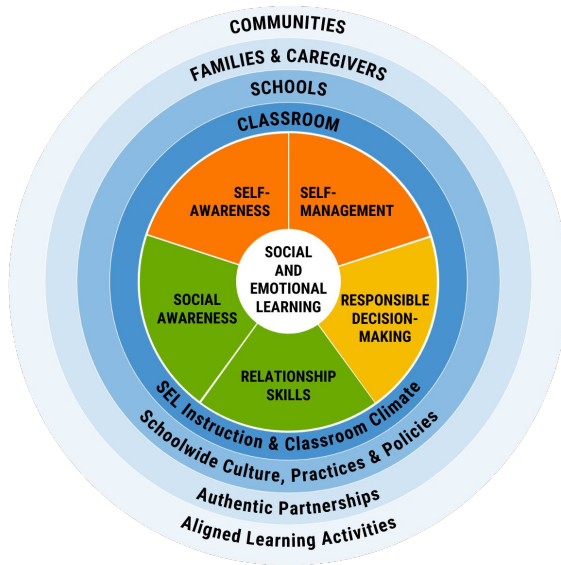 COMMUNITIES
FAMILIES & CAREGIVERS
SCHOOLS
CLASSROOM
SELF-
AWARENESS
SELF-
MANAGEMENT
SOCIAL
AND
EMOTIONAL
LEARNING
SOCIAL
AWARENESS
RESPONSIBLE
DECISION-
MAKING
RELATIONSHIP
SKILLS
SEL Instruction & Classroom Climate
Schoolwide Culture, Practices & Policies
Authentic Partnerships
Aligned Learning Activities